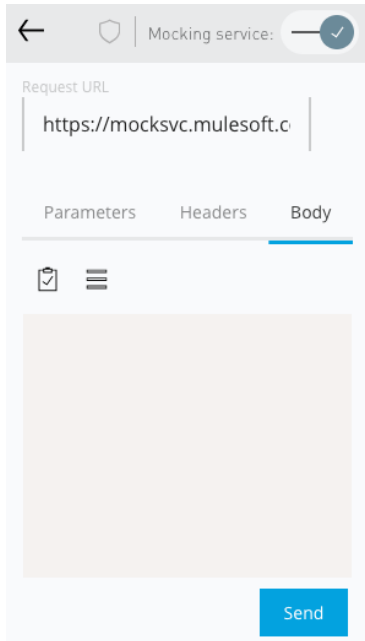 Mocking service:
Request URL
https://mocksvc.mulesoft.c
Parameters Headers Body
Send